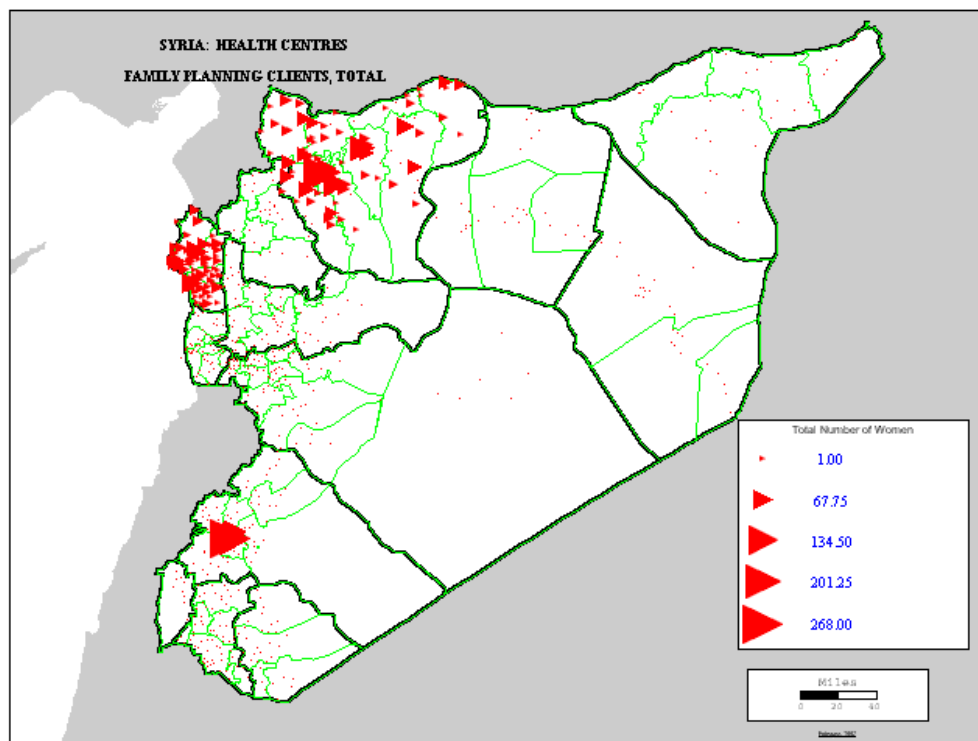 SYRIA: HEALTH CENTRES
FAMILY PLANNING CLIENTS, TOTAL
Total Number of Women
1.00
67.75
134.50
201.25
268.00
Miles
0 20 40